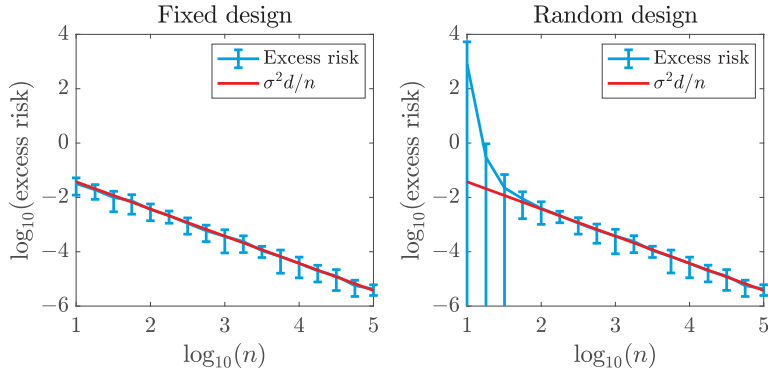 Fixed design
Excess risk
σ²d/n
4
2
0
−2
−4
−6
log₁₀(excess risk)
1 2 3 4 5
log₁₀(n)
Random design
Excess risk
σ²d/n
4
2
0
−2
−4
−6
log₁₀(excess risk)
1 2 3 4 5
log₁₀(n)